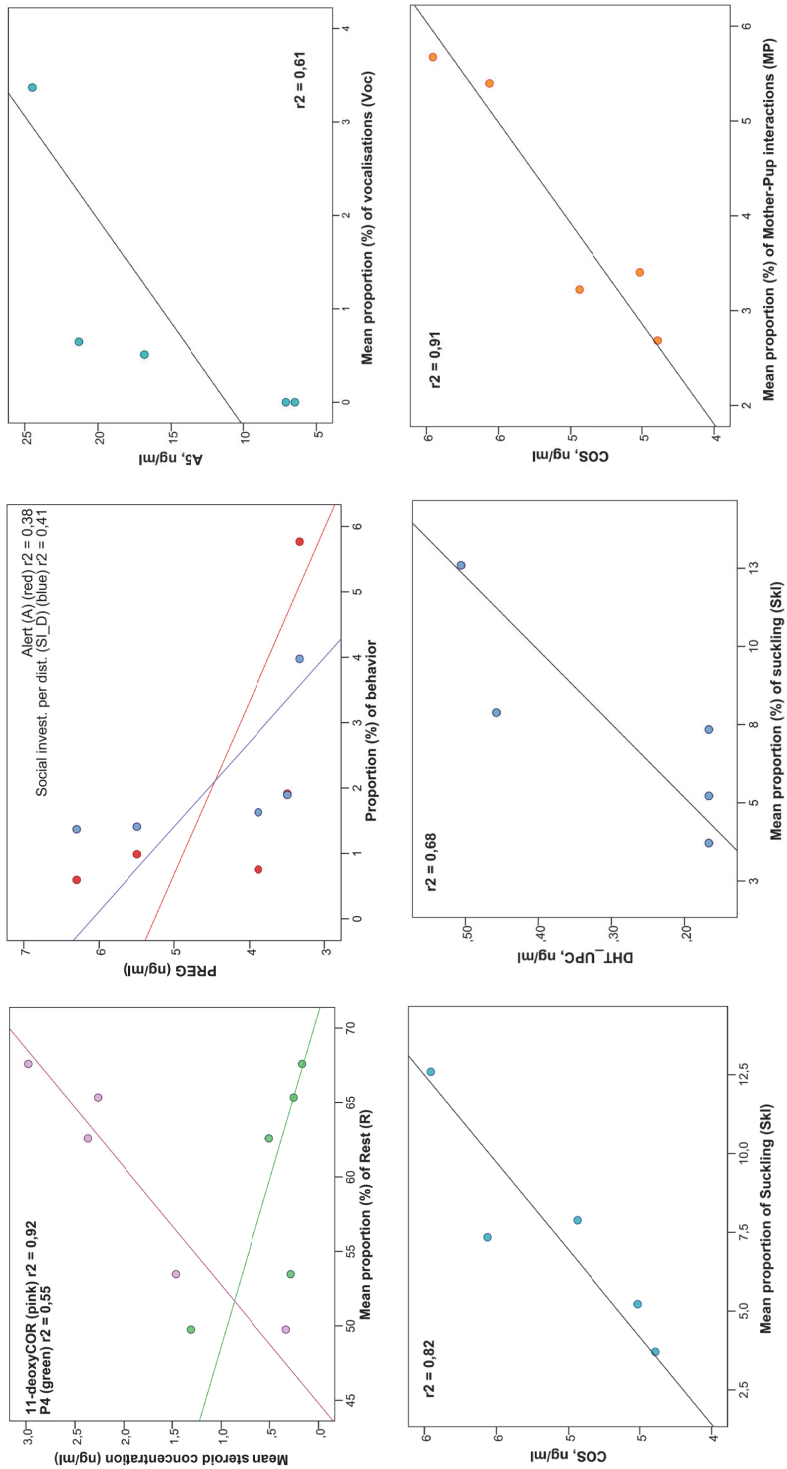 11-deoxyCOR (pink) r2 = 0,92
P4 (green) r2 = 0,55
Mean steroid concentration (ng/ml)
3,0
2,5
2,0
1,5
1,0
,5
,0
45 50 55 60 65 70
Mean proportion (%) of Rest (R)
Alert (A) (red) r2 = 0,38
Social invest. per dist. (SI_D) (blue) r2 = 0,41
PREG (ng/ml)
7
6
5
4
3
0 1 2 3 4 5 6
Proportion (%) of behavior
A5, ng/ml
25
20
15
10
5
r2 = 0,61
0 1 2 3 4
Mean proportion (%) of vocalisations (Voc)
r2 = 0,82
COS, ng/ml
6
5
5
4
2,5 5,0 7,5 10,0 12,5
Mean proportion of Suckling (Skl)
r2 = 0,68
DHT_UPC, ng/ml
,50
,30
,20
3 5 8 10 13
Mean proportion (%) of suckling (Skl)
r2 = 0,91
COS, ng/ml
6
5
5
4
2 3 4 5 6
Mean proportion (%) of Mother-Pup interactions (MP)